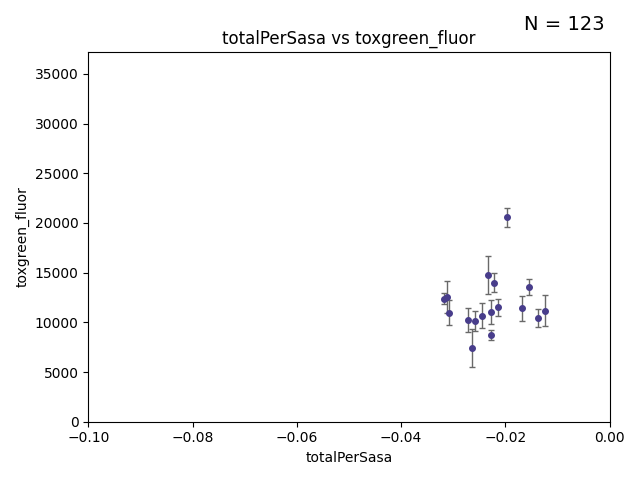 N = 123
totalPerSasa vs toxgreen_fluor
35000
30000
25000
20000
15000
10000
5000
0
toxgreen_fluor
−0.10 −0.08 −0.06 −0.04 −0.02 0.00
totalPerSasa